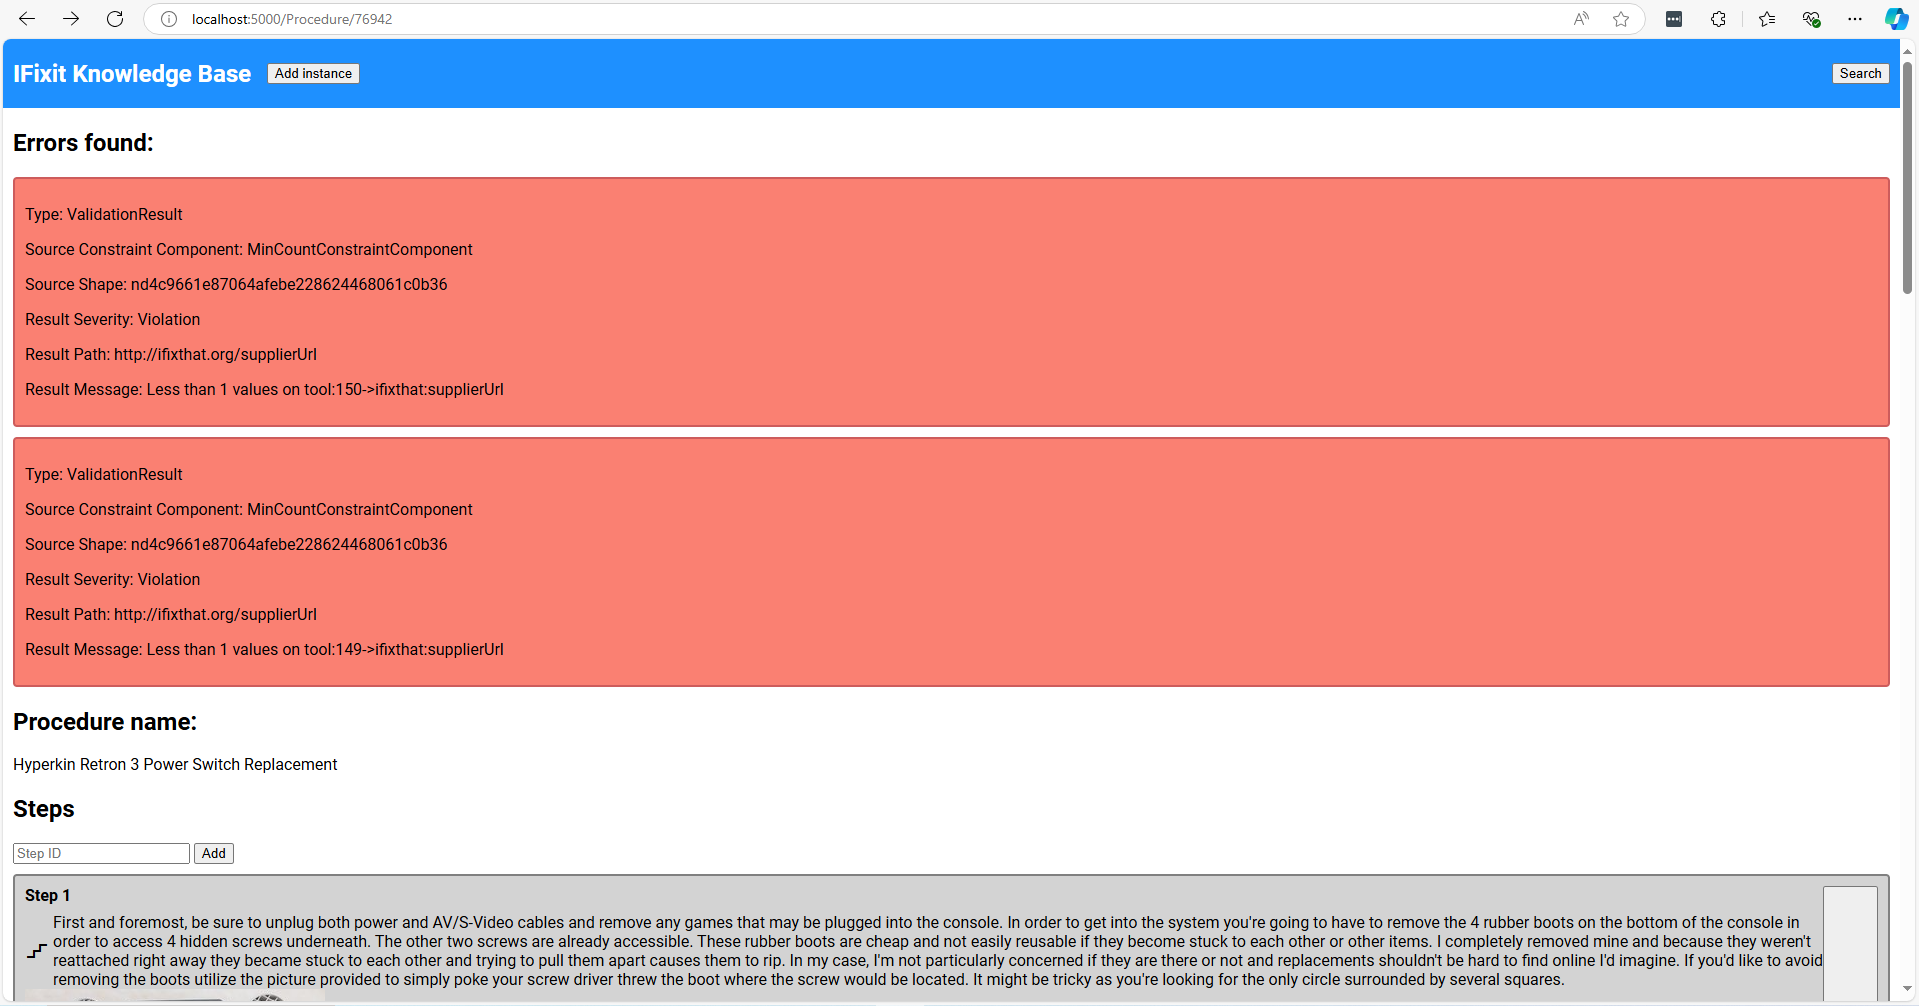 localhost:5000/Procedure/76942
IFixit Knowledge Base
Add instance
Search
Errors found:
Type: ValidationResult
Source Constraint Component: MinCountConstraintComponent
Source Shape: nd4c9661e87064afebe228624468061c0b36
Result Severity: Violation
Result Path: http://ifixthat.org/supplierUrl
Result Message: Less than 1 values on tool:150->ifixthat:supplierUrl
Type: ValidationResult
Source Constraint Component: MinCountConstraintComponent
Source Shape: nd4c9661e87064afebe228624468061c0b36
Result Severity: Violation
Result Path: http://ifixthat.org/supplierUrl
Result Message: Less than 1 values on tool:149->ifixthat:supplierUrl
Procedure name:
Hyperkin Retron 3 Power Switch Replacement
Steps
Step ID
Add
Step 1
First and foremost, be sure to unplug both power and AV/S-Video cables and remove any games that may be plugged into the console. In order to get into the system you're going to have to remove the 4 rubber boots on the bottom of the console in
order to access 4 hidden screws underneath. The other two screws are already accessible. These rubber boots are cheap and not easily reusable if they become stuck to each other or other items. I completely removed mine and because they weren't
reattached right away they became stuck to each other and trying to pull them apart causes them to rip. In my case, I'm not particularly concerned if they are there or not and replacements shouldn't be hard to find online I'd imagine. If you'd like to avoid
removing the boots utilize the picture provided to simply poke your screw driver threw the boot where the screw would be located. It might be tricky as you're looking for the only circle surrounded by several squares.